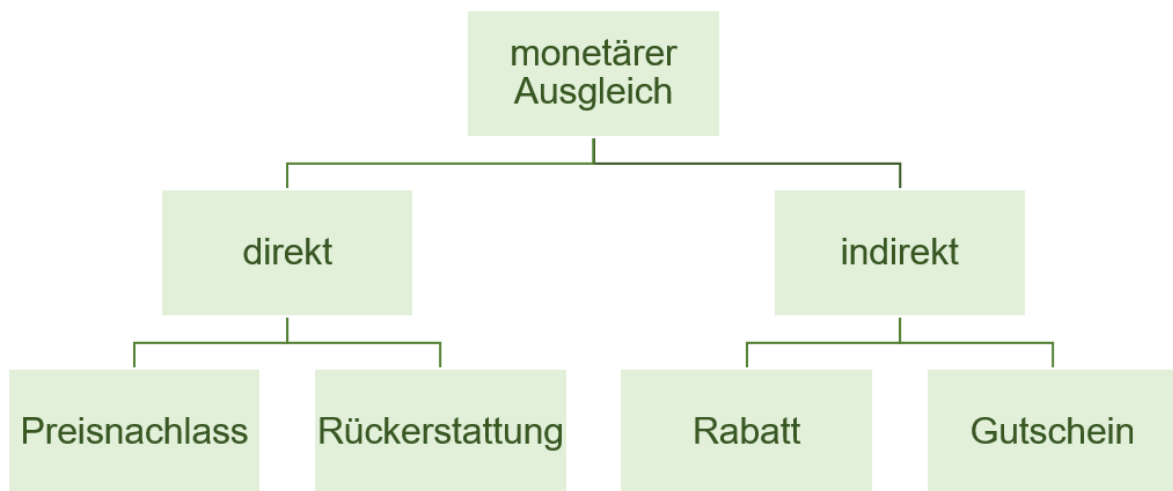 monetärer
Ausgleich
direkt
indirekt
Preisnachlass
Rückerstattung
Rabatt
Gutschein